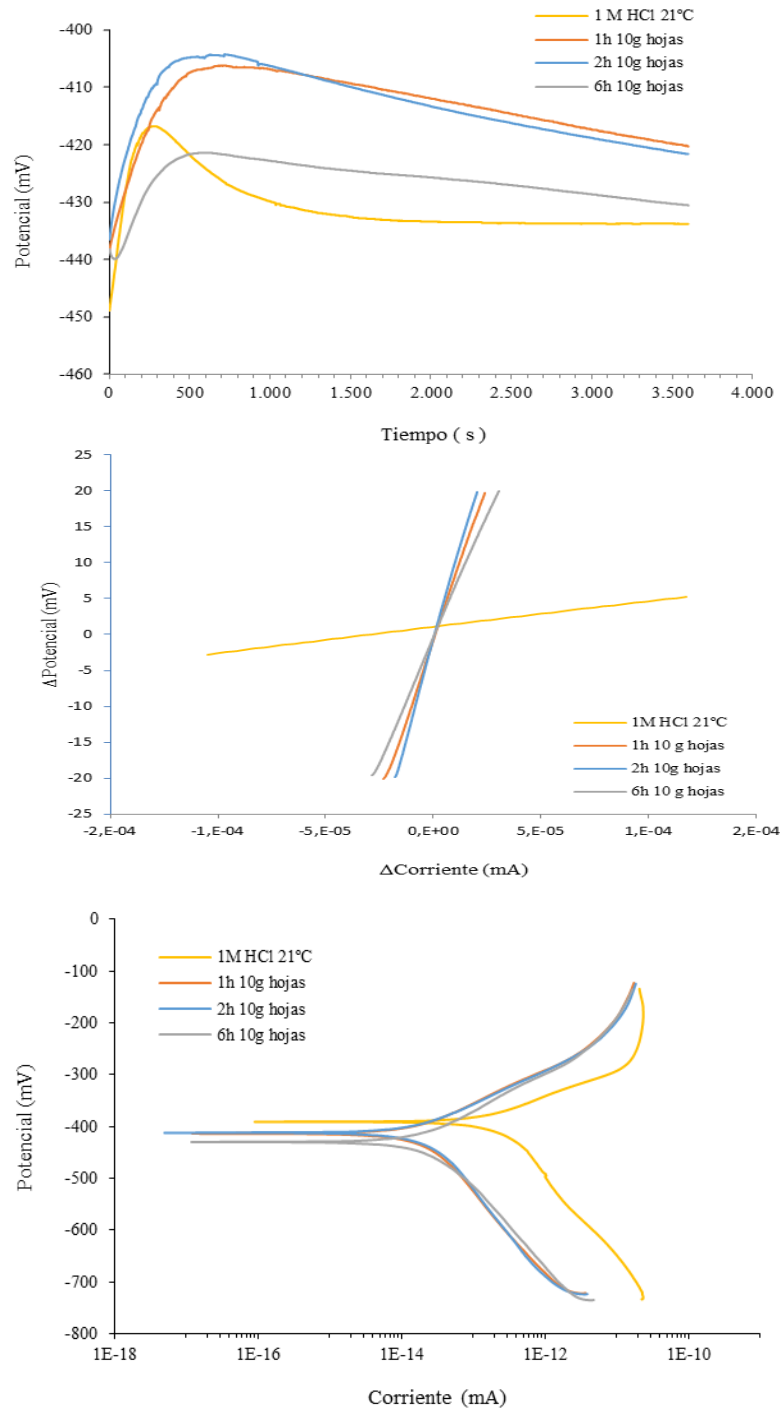 1 M HCl 21°C
1h 10g hojas
2h 10g hojas
6h 10g hojas
-400
-410
-420
-430
-440
-450
-460
Potencial (mV)
0 500 1.000 1.500 2.000 2.500 3.000 3.500 4.000
Tiempo ( s )
25
20
15
10
5
0
-5
-10
-15
-20
-25
ΔPotencial (mV)
1M HCl 21°C
1h 10 g hojas
2h 10g hojas
6h 10 g hojas
-2,E-04 -1,E-04 -5,E-05 0,E+00 5,E-05 1,E-04 2,E-04
ΔCorriente (mA)
0
-100
-200
-300
-400
-500
-600
-700
-800
Potencial (mV)
1M HCl 21°C
1h 10g hojas
2h 10g hojas
6h 10g hojas
1E-18 1E-16 1E-14 1E-12 1E-10
Corriente (mA)